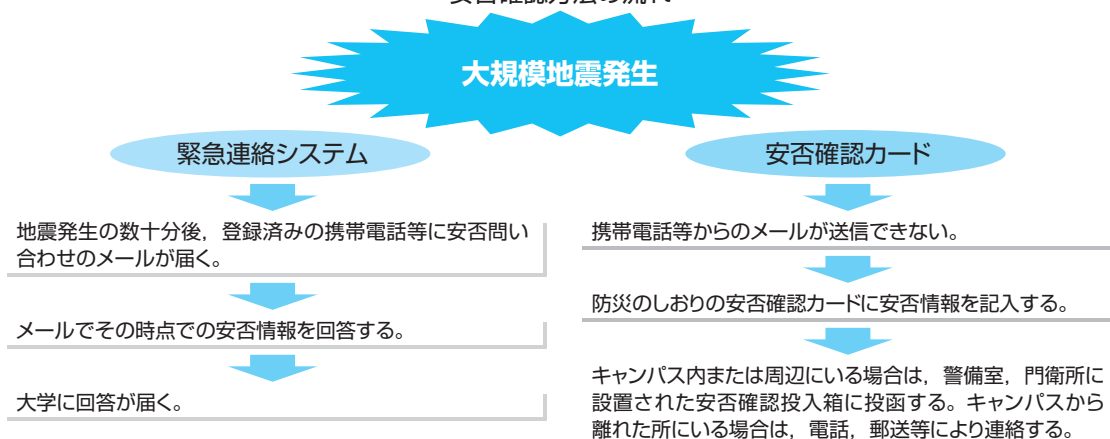 大規模地震発生
緊急連絡システム
地震発生の数十分後，登録済みの携帯電話等に安否問い
合わせのメールが届く。
メールでその時点での安否情報を回答する。
大学に回答が届く。
安否確認カード
携帯電話等からのメールが送信できない。
防災のしおりの安否確認カードに安否情報を記入する。
キャンパス内または周辺にいる場合は，警備室，門衛所に
設置された安否確認投入箱に投函する。キャンパスから
離れた所にいる場合は，電話，郵送等により連絡する。